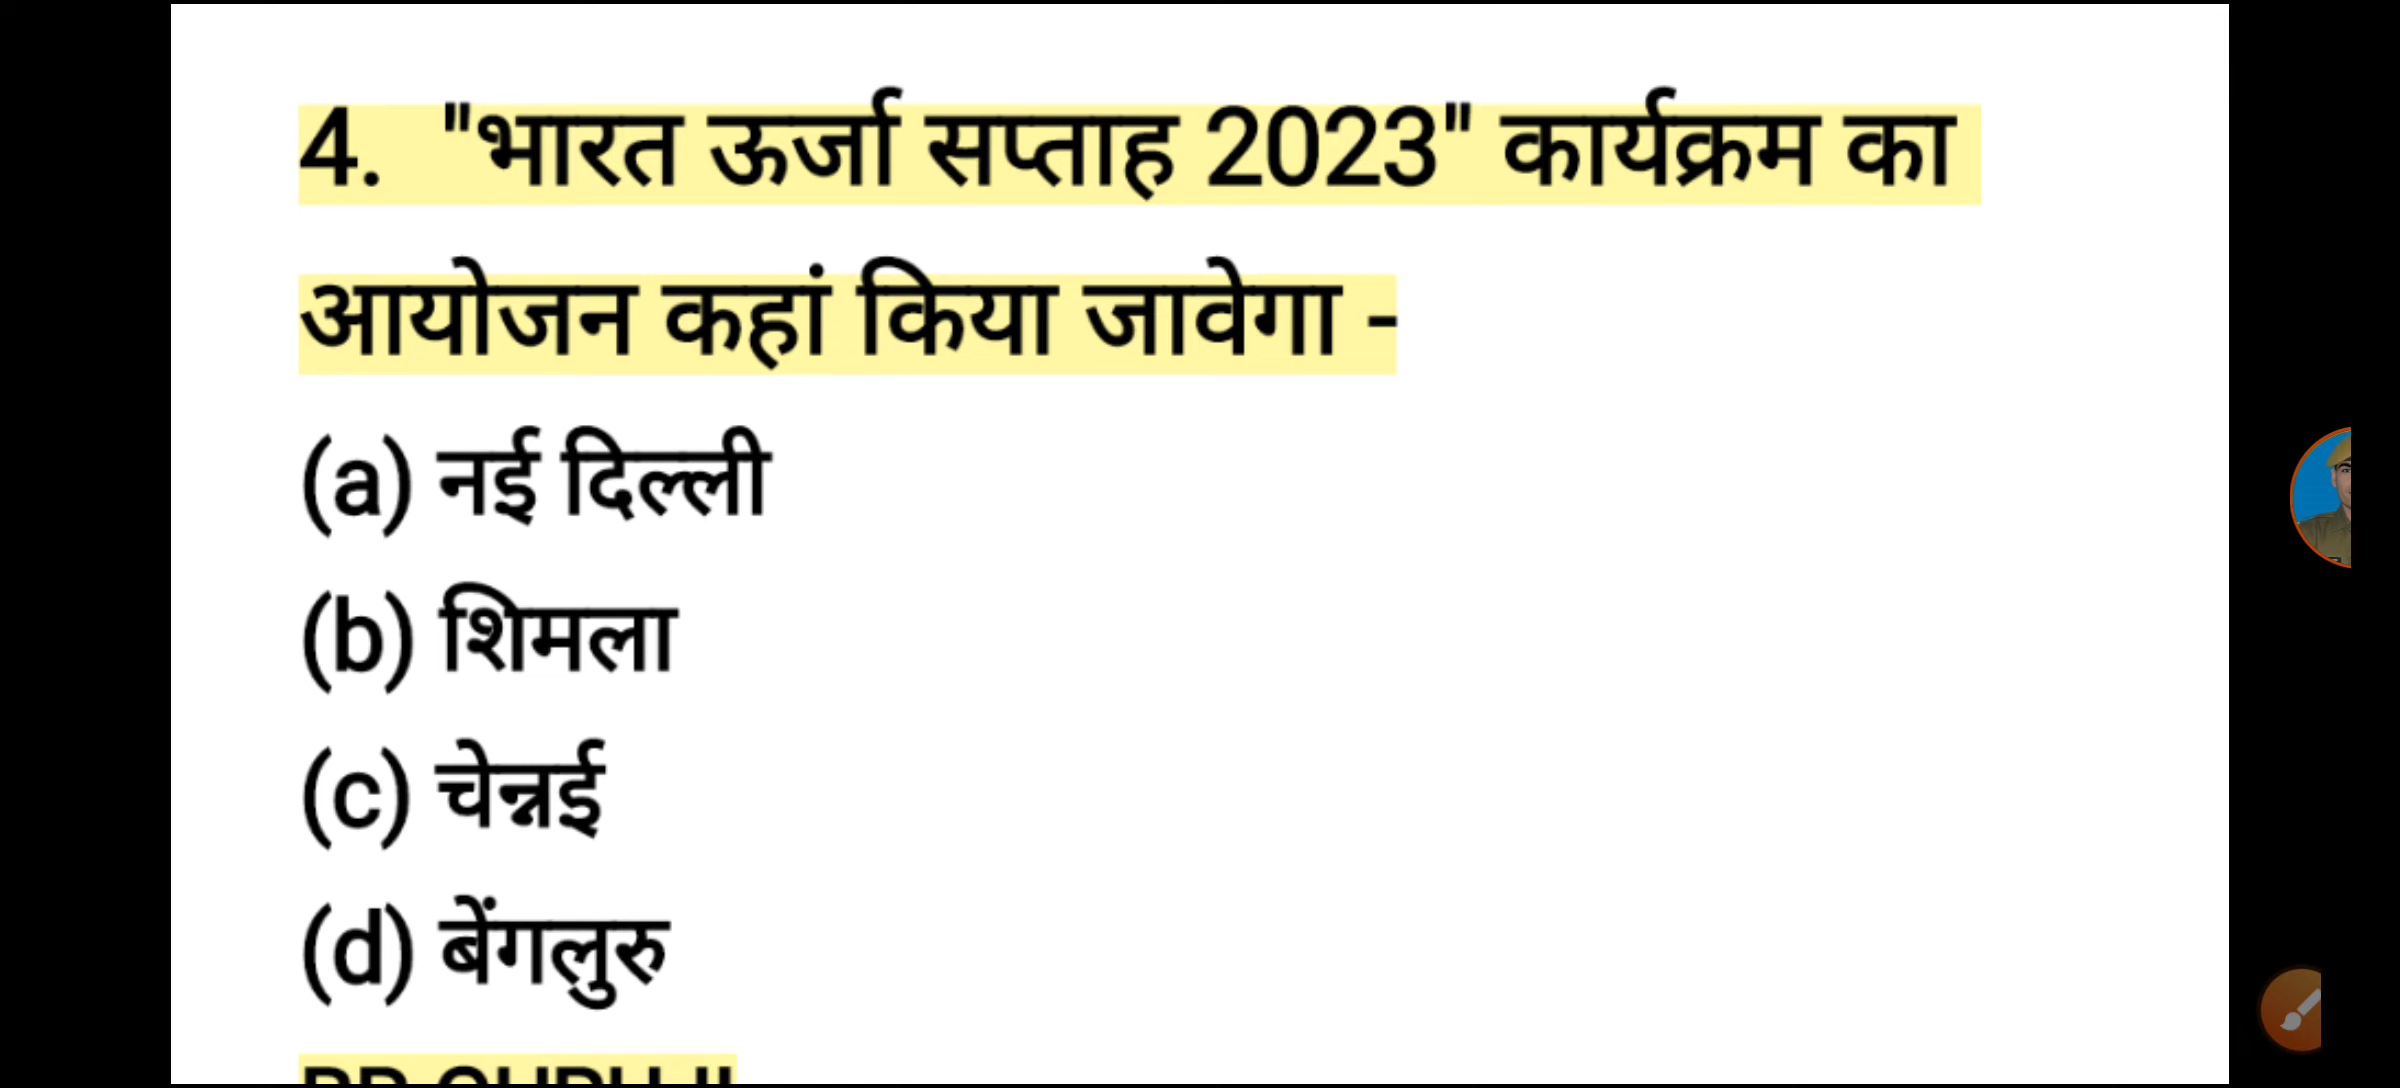 4. "भारत ऊर्जा सप्ताह 2023" कार्यक्रम का
आयोजन कहां किया जावेगा -
(a) नई दिल्ली
(b) शिमला
(c) चेन्नई
(d) बेंगलुरु